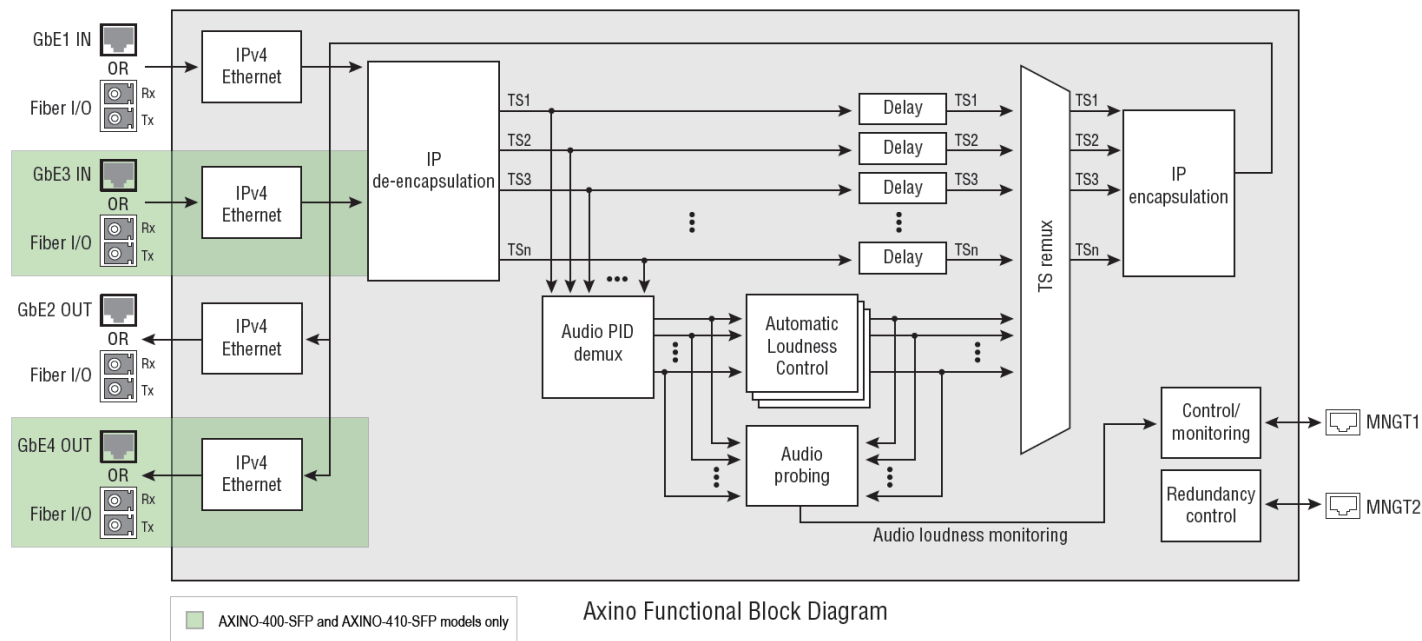 GbE1 IN
OR
Fiber I/O
Rx
Tx
IPv4
Ethernet
GbE3 IN
OR
Fiber I/O
Rx
Tx
IPv4
Ethernet
GbE2 OUT
OR
Fiber I/O
Rx
Tx
IPv4
Ethernet
GbE4 OUT
OR
Fiber I/O
Rx
Tx
IPv4
Ethernet
IP
de-encapsulation
TS1
TS2
TS3
TSn
Delay
Delay
Delay
Delay
TS1
TS2
TS3
TSn
TS remux
TS1
TS2
TS3
TSn
IP
encapsulation
Audio PID
demux
Automatic
Loudness
Control
Audio
probing
Audio loudness monitoring
Control/
monitoring
MNGT1
Redundancy
control
MNGT2
AXINO-400-SFP and AXINO-410-SFP models only
Axino Functional Block Diagram